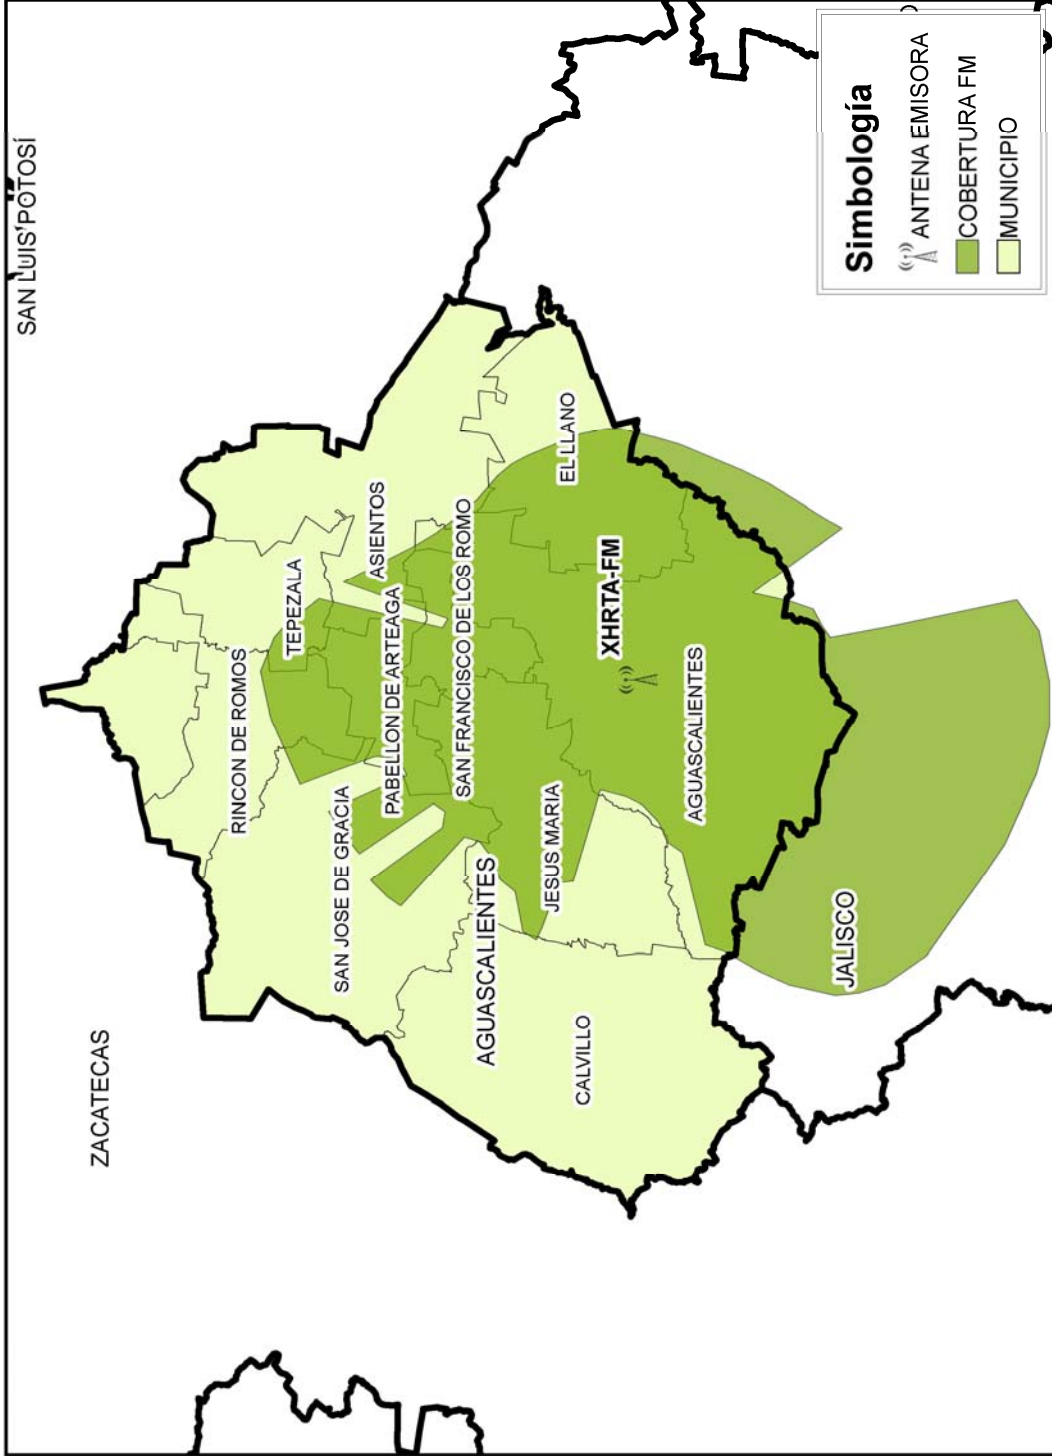 ZACATECAS
SAN LUIS POTOSÍ
RINCON DE ROMOS
TEPEZALA
SAN JOSE DE GRACIA
ASIENTOS
PABELLON DE ARTEAGA
SAN FRANCISCO DE LOS ROMO
AGUASCALIENTES
JESUS MARIA
EL LLANO
CALVILLO
XHRTA-FM
AGUASCALIENTES
JALISCO
Simbología
ANTENA EMISORA
COBERTURA FM
MUNICIPIO